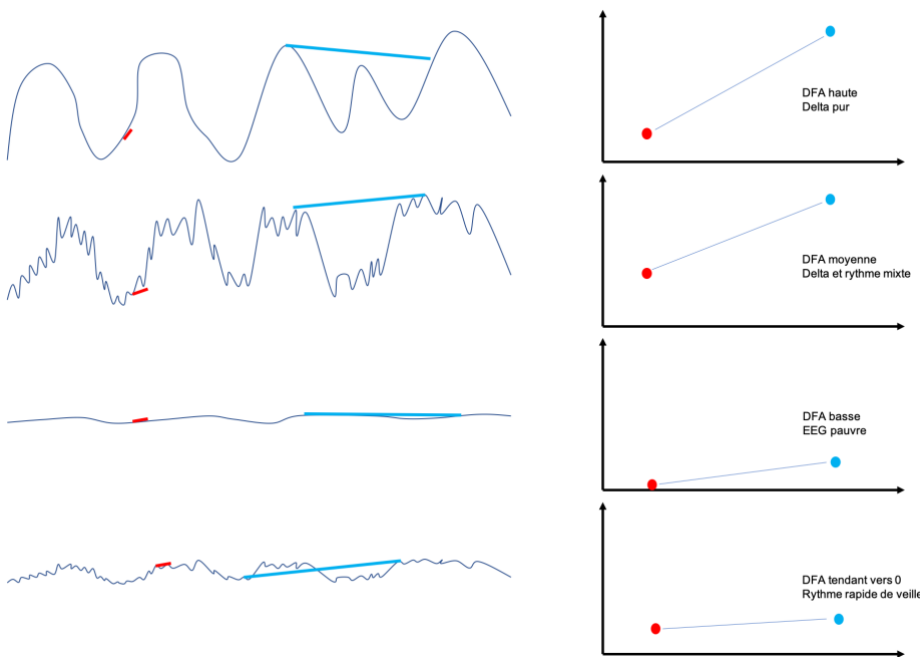 DFA haute
Delta pur
DFA moyenne
Delta et rythme mixte
DFA basse
EEG pauvre
DFA tendant vers 0
Rythme rapide de veille